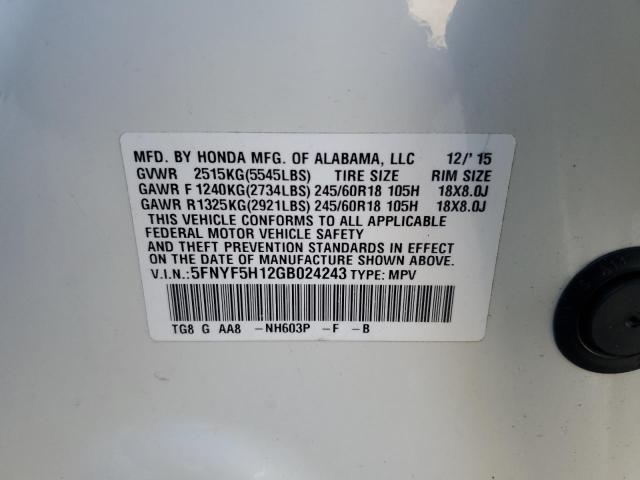 MFD. BY HONDA MFG. OF ALABAMA, LLC 12/'15
GVWR 2515KG(5545LBS) TIRE SIZE RIM SIZE
GAWR F 1240KG(2734LBS) 245/60R18 105H 18X8.0J
GAWR R1325KG(2921LBS) 245/60R18 105H 18X8.0J
THIS VEHICLE CONFORMS TO ALL APPLICABLE
FEDERAL MOTOR VEHICLE SAFETY
AND THEFT PREVENTION STANDARDS IN EFFECT
ON THE DATE OF MANUFACTURE SHOWN ABOVE.
V.I.N.: 5FNYF5H12GB024243 TYPE: MPV
TG8 G AA8 -NH603P -F -B